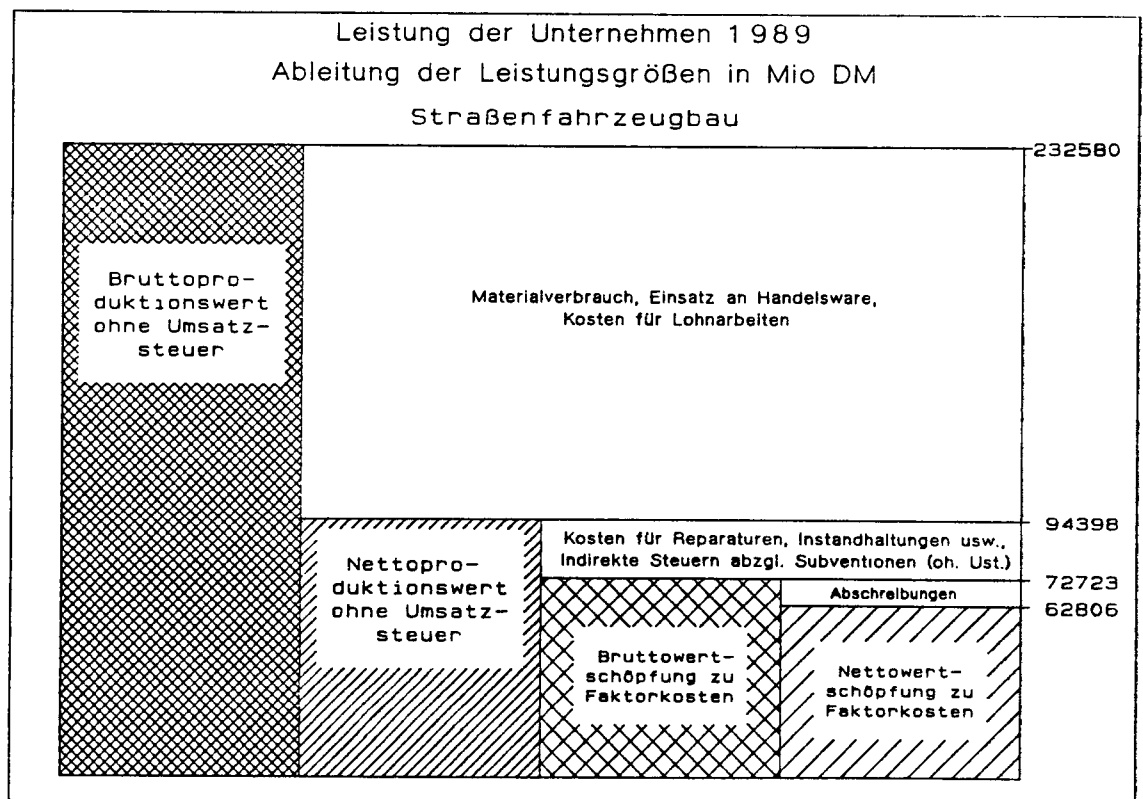 Leistung der Unternehmen 1989
Ableitung der Leistungsgrößen in Mio DM
Straßenfahrzeugbau
232580
Bruttopro-
duktionswert
ohne Umsatz-
steuer
Materialverbrauch, Einsatz an Handelsware,
Kosten für Lohnarbeiten
94398
Kosten für Reparaturen, Instandhaltungen usw.,
Indirekte Steuern abzgl. Subventionen (oh. Ust.)
72723
Abschreibungen
62806
Nettopro-
duktionswert
ohne Umsatz-
steuer
Bruttowert-
schöpfung zu
Faktorkosten
Nettowert-
schöpfung zu
Faktorkosten